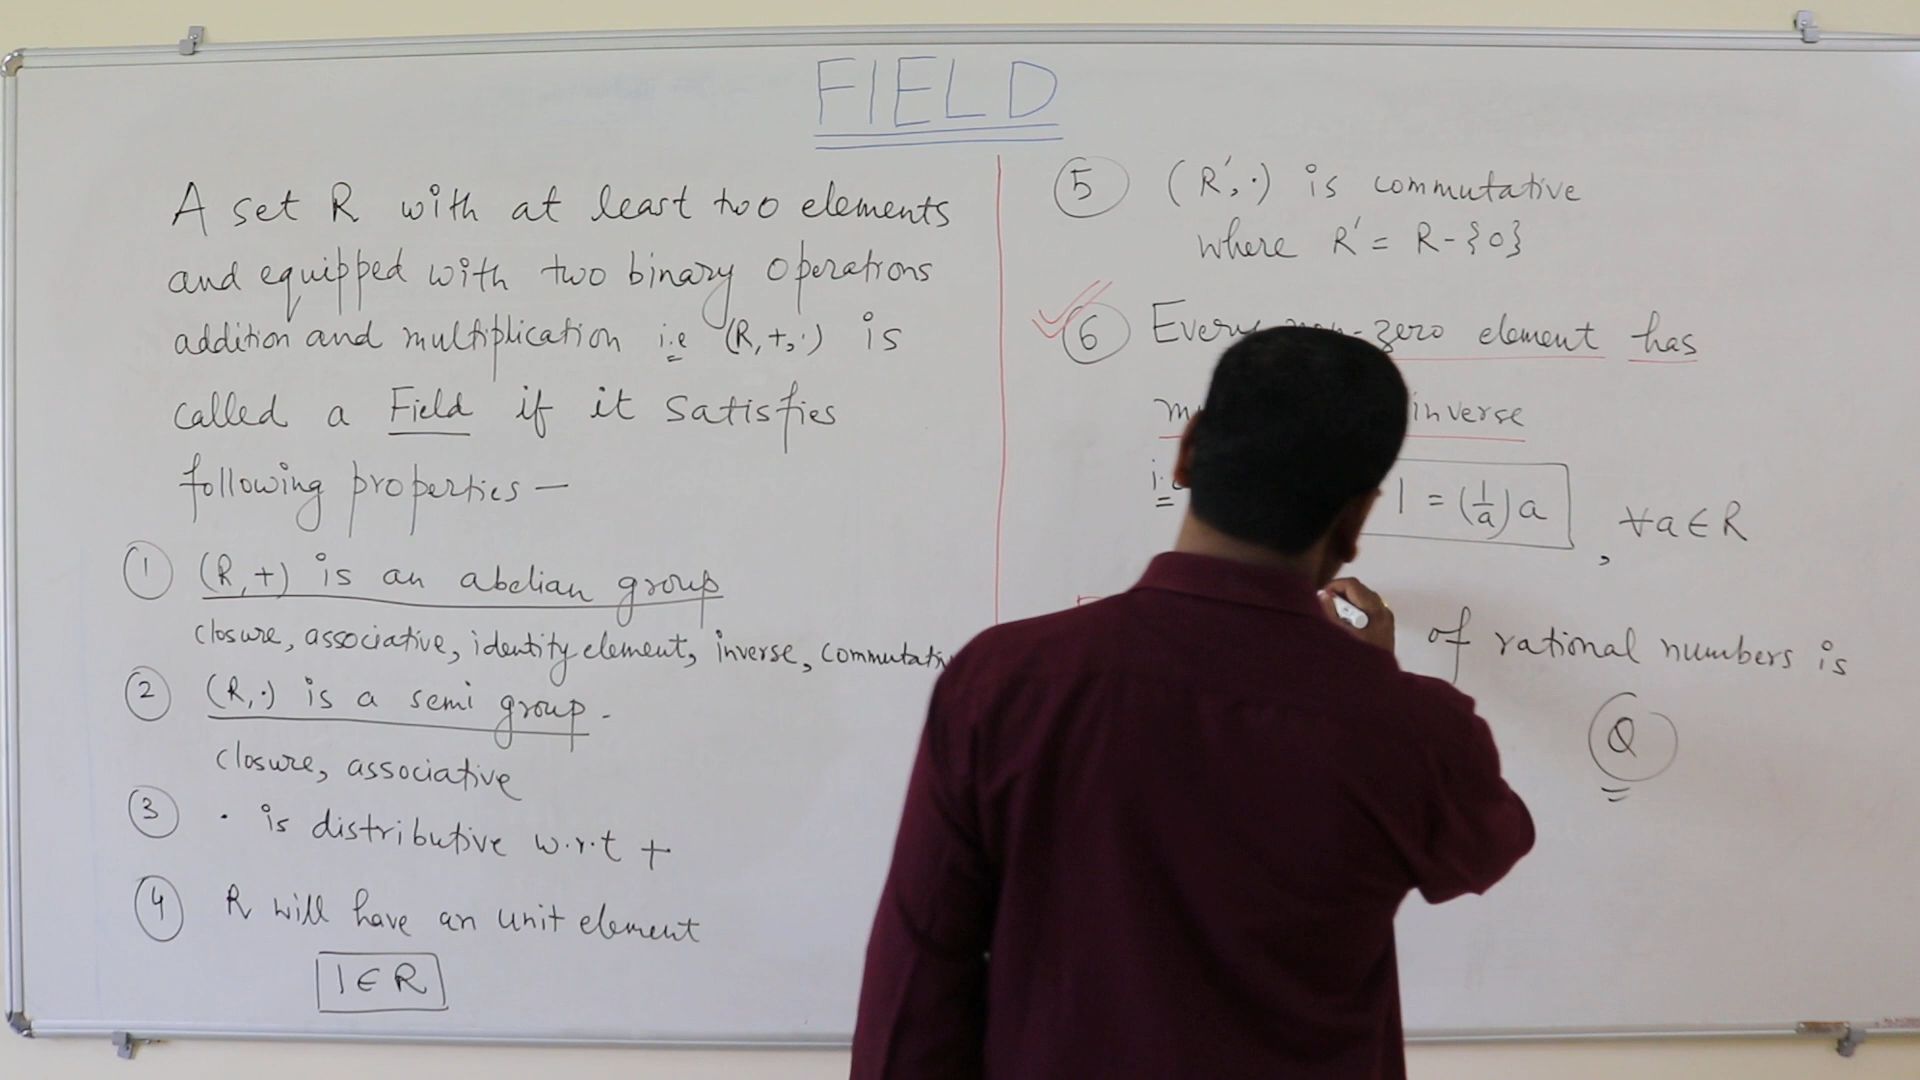 FIELD
A set R with at least two elements
and equipped with two binary operations
addition and multiplication i.e (R, +, ·) is
called a Field if it satisfies
following properties —
① (R, +) is an abelian group
closure, associative, identity element, inverse, commutativ
② (R, ·) is a semi group -
closure, associative
③ · is distributive w.r.t +
④ R will have an unit element
1 ∈ R
⑤ (R', ·) is commutative
where R' = R - {0}
⑥ Every zero element has
inverse
1 = (1/a) a , ∀ a ∈ R
of rational numbers is
Q